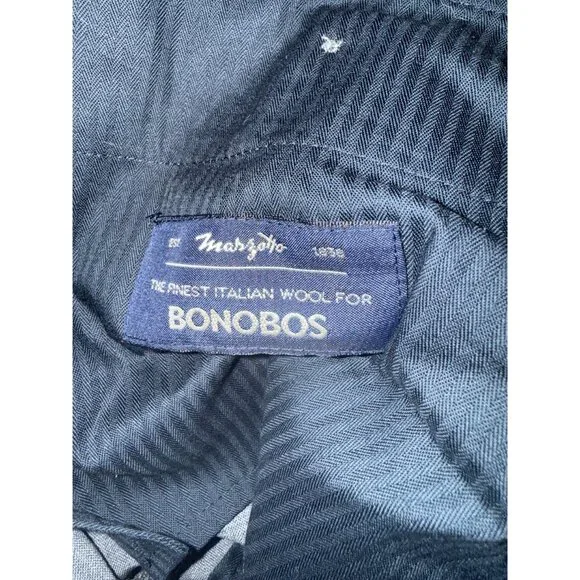 EST. Marzotto 1836
THE FINEST ITALIAN WOOL FOR
BONOBOS